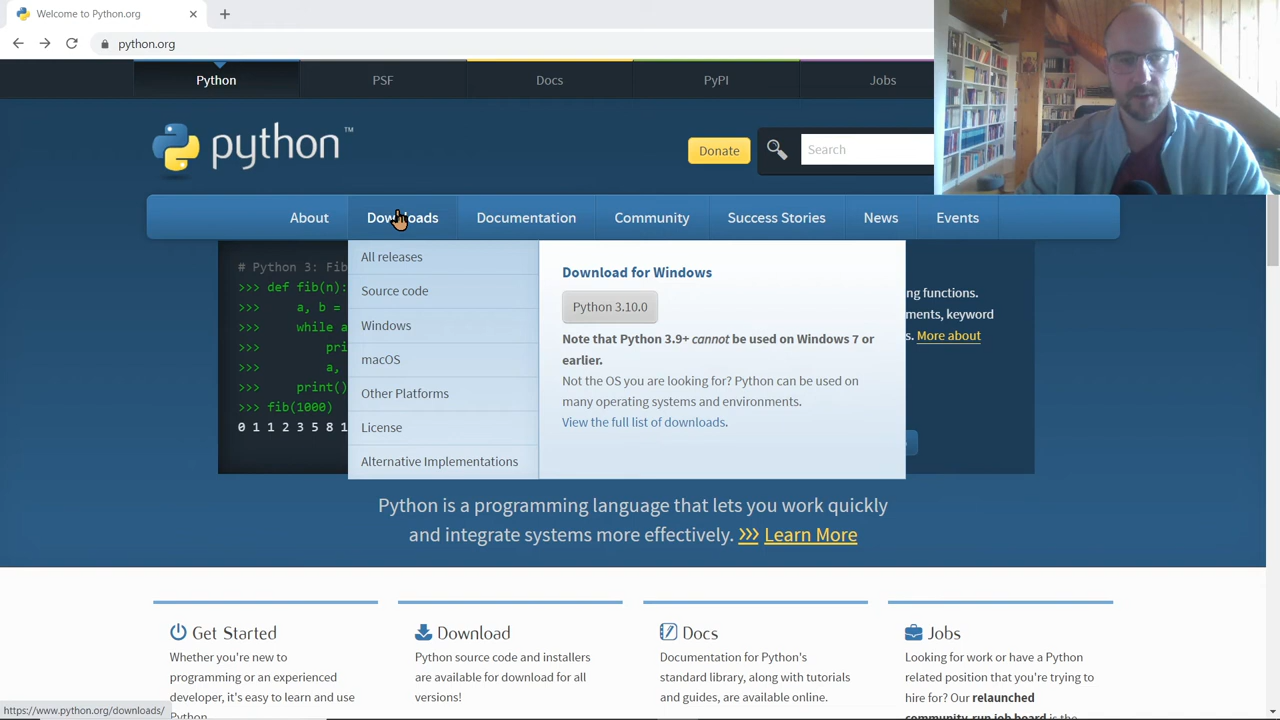 Welcome to Python.org
python.org
Python
PSF
Docs
PyPI
Jobs
python™
Donate
Search
About
Downloads
Documentation
Community
Success Stories
News
Events
# Python 3: Fib
>>> def fib(n):
>>> a, b =
>>> while a
>>> pri
>>> a,
>>> print()
>>> fib(1000)
0 1 1 2 3 5 8 1
All releases
Source code
Windows
macOS
Other Platforms
License
Alternative Implementations
Download for Windows
Python 3.10.0
Note that Python 3.9+ cannot be used on Windows 7 or
earlier.
Not the OS you are looking for? Python can be used on
many operating systems and environments.
View the full list of downloads.
ng functions.
ments, keyword
s. More about
Python is a programming language that lets you work quickly
and integrate systems more effectively. >>> Learn More
Get Started
Whether you're new to
programming or an experienced
developer, it's easy to learn and use
Python.
Download
Python source code and installers
are available for download for all
versions!
Docs
Documentation for Python's
standard library, along with tutorials
and guides, are available online.
Jobs
Looking for work or have a Python
related position that you're trying to
hire for? Our relaunched
community-run job board is the
https://www.python.org/downloads/